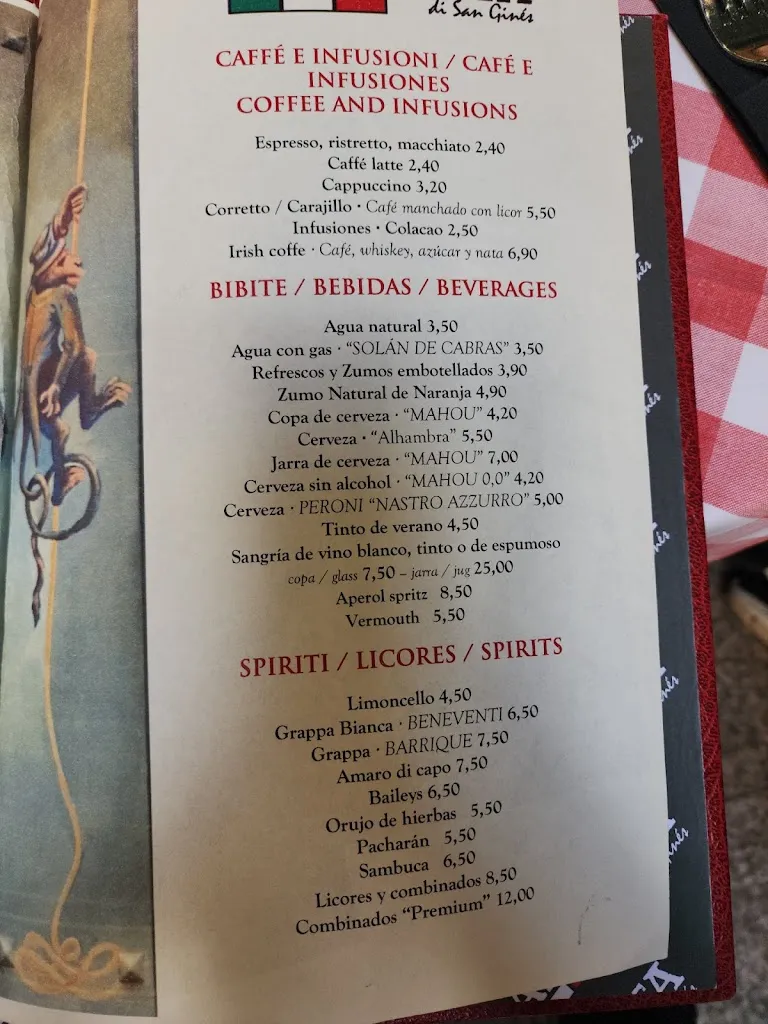 di San Ginés
CAFFÉ E INFUSIONI / CAFÉ E
INFUSIONES
COFFEE AND INFUSIONS
Espresso, ristretto, macchiato 2,40
Caffé latte 2,40
Cappuccino 3,20
Corretto / Carajillo · Café manchado con licor 5,50
Infusiones · Colacao 2,50
Irish coffe · Café, whiskey, azúcar y nata 6,90
BIBITE / BEBIDAS / BEVERAGES
Agua natural 3,50
Agua con gas · “SOLÁN DE CABRAS” 3,50
Refrescos y Zumos embotellados 3,90
Zumo Natural de Naranja 4,90
Copa de cerveza · “MAHOU” 4,20
Cerveza · “Alhambra” 5,50
Jarra de cerveza · “MAHOU” 7,00
Cerveza sin alcohol · “MAHOU 0,0” 4,20
Cerveza · PERONI “NASTRO AZZURRO” 5,00
Tinto de verano 4,50
Sangría de vino blanco, tinto o de espumoso
copa / glass 7,50 – jarra / jug 25,00
Aperol spritz 8,50
Vermouth 5,50
SPIRITI / LICORES / SPIRITS
Limoncello 4,50
Grappa Bianca · BENEVENTI 6,50
Grappa · BARRIQUE 7,50
Amaro di capo 7,50
Baileys 6,50
Orujo de hierbas 5,50
Pacharán 5,50
Sambuca 6,50
Licores y combinados 8,50
Combinados “Premium” 12,00